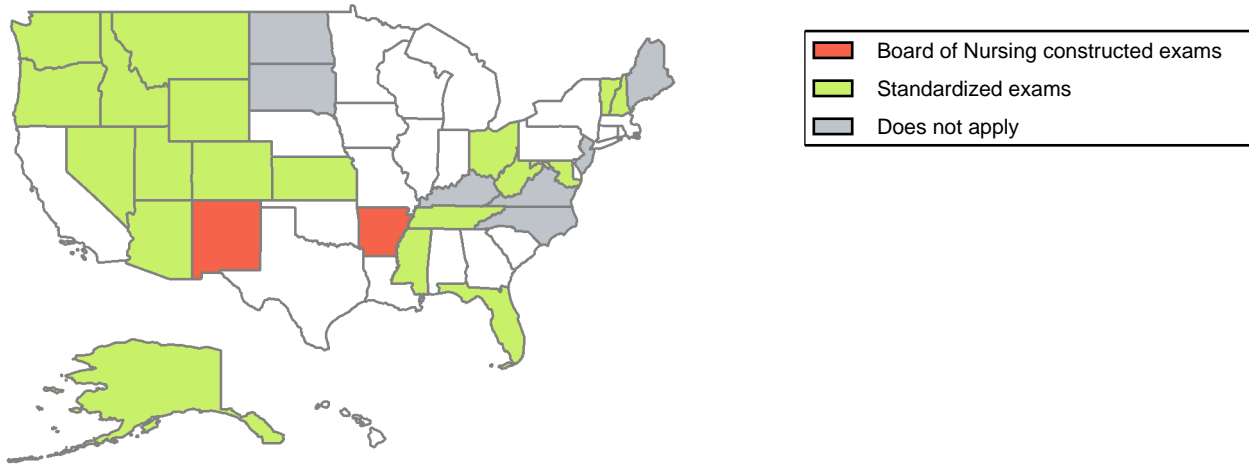 Board of Nursing constructed exams
Standardized exams
Does not apply